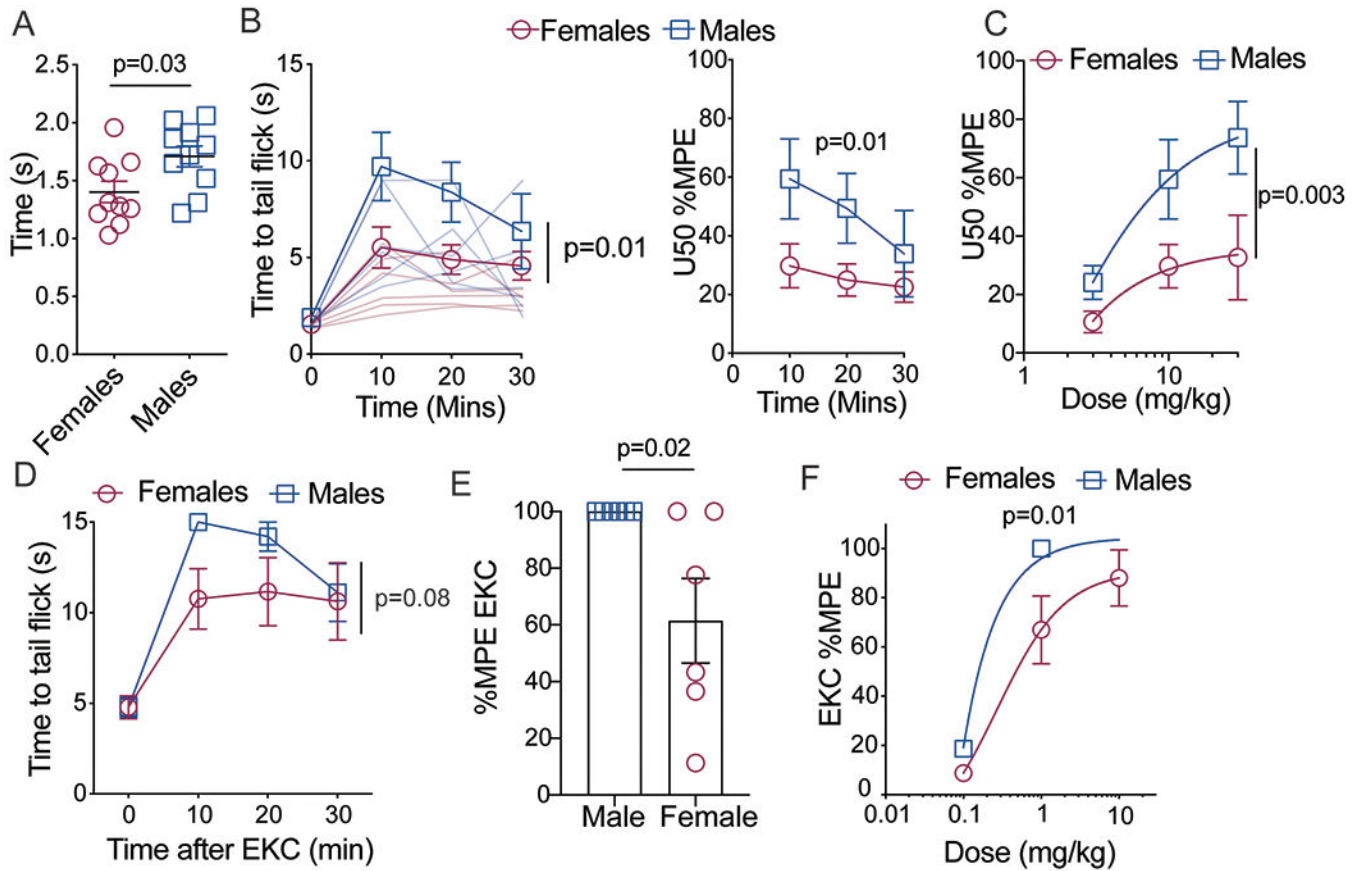 A
p=0.03
2.5
2.0
1.5
1.0
0.5
0.0
Time (s)
Females
Males
B
Females Males
15
10
5
0
Time to tail flick (s)
p=0.01
0 10 20 30
Time (Mins)
100
80
60
40
20
0
U50 %MPE
p=0.01
0 10 20 30
Time (Mins)
C
Females Males
100
80
60
40
20
0
U50 %MPE
p=0.003
1 10
Dose (mg/kg)
D
Females Males
15
10
5
0
Time to tail flick (s)
p=0.08
0 10 20 30
Time after EKC (min)
E
p=0.02
100
80
60
40
20
0
%MPE EKC
Male Female
F
Females
Males
p=0.01
100
80
60
40
20
0
EKC %MPE
0.01 0.1 1 10
Dose (mg/kg)